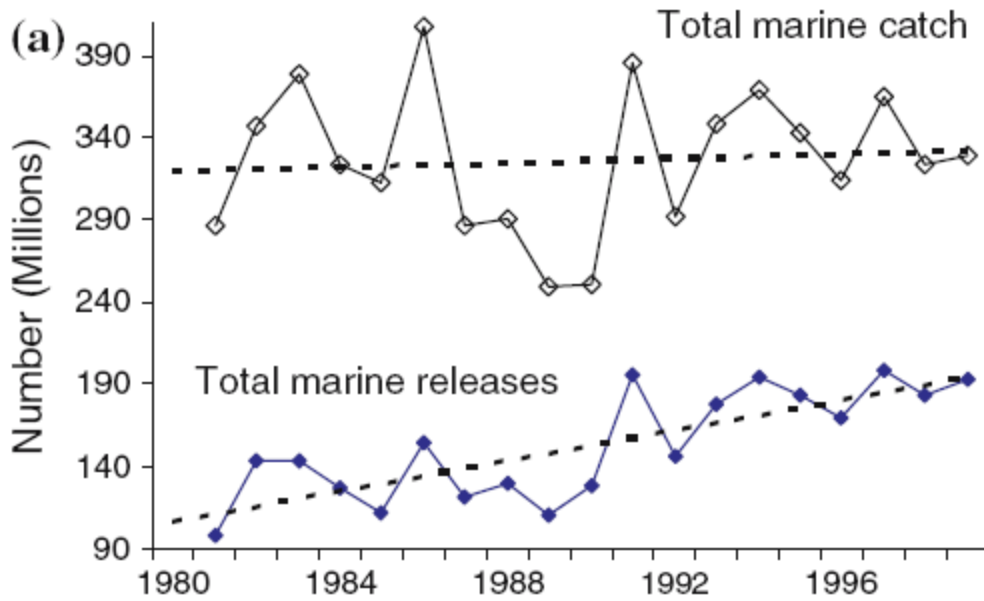 (a)
Total marine catch
390
340
290
240
190
140
90
Number (Millions)
Total marine releases
1980 1984 1988 1992 1996